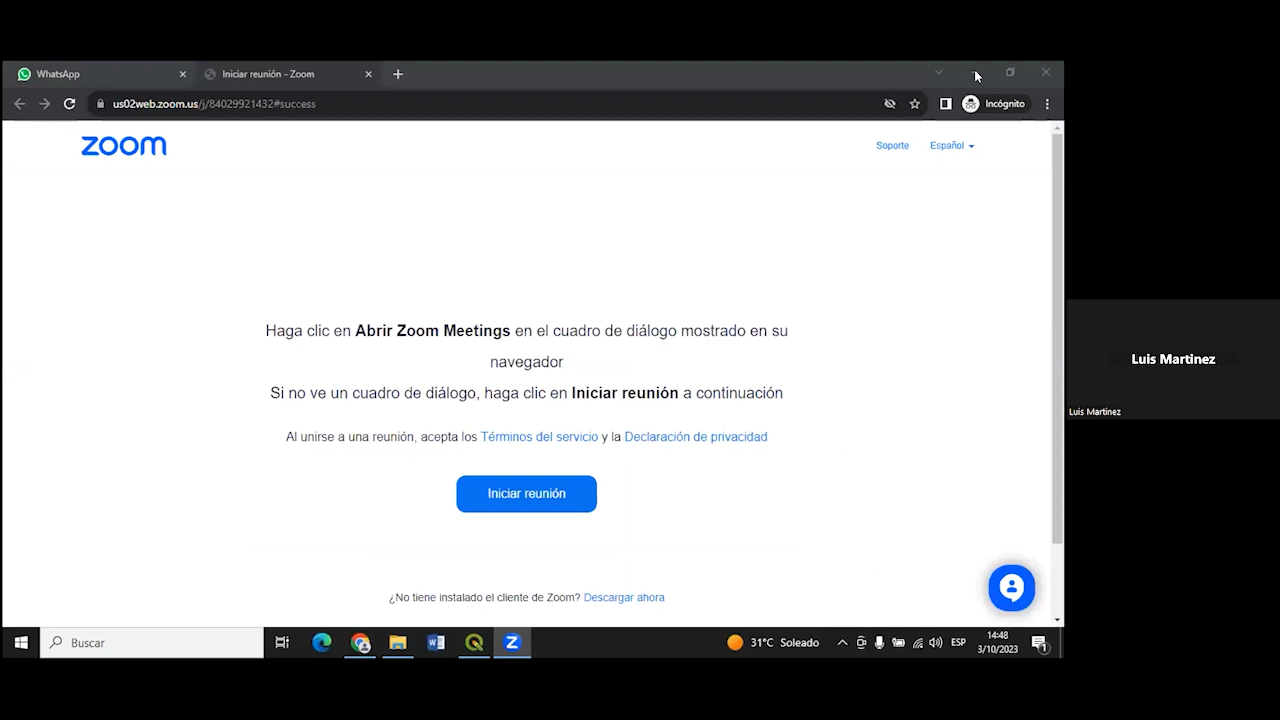 WhatsApp
Iniciar reunión - Zoom
us02web.zoom.us/j/84029921432#success
Incógnito
zoom
Soporte
Español
Haga clic en Abrir Zoom Meetings en el cuadro de diálogo mostrado en su
navegador
Si no ve un cuadro de diálogo, haga clic en Iniciar reunión a continuación
Al unirse a una reunión, acepta los Términos del servicio y la Declaración de privacidad
Iniciar reunión
¿No tiene instalado el cliente de Zoom? Descargar ahora
Luis Martinez
Luis Martinez
Buscar
31°C Soleado
ESP
14:48
3/10/2023
1